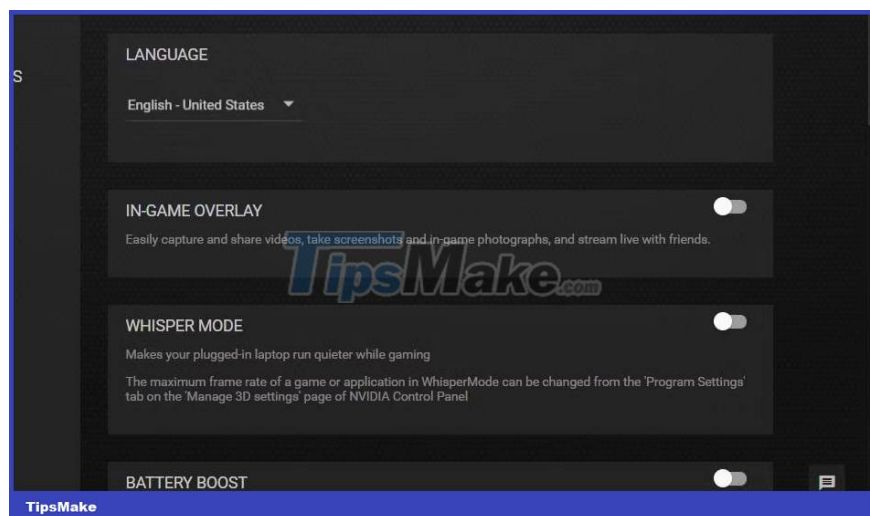 S
LANGUAGE
English - United States
IN-GAME OVERLAY
Easily capture and share videos, take screenshots and in-game photographs, and stream live with friends.
TipsMake.com
WHISPER MODE
Makes your plugged-in laptop run quieter while gaming
The maximum frame rate of a game or application in WhisperMode can be changed from the 'Program Settings'
tab on the 'Manage 3D settings' page of NVIDIA Control Panel
BATTERY BOOST
TipsMake